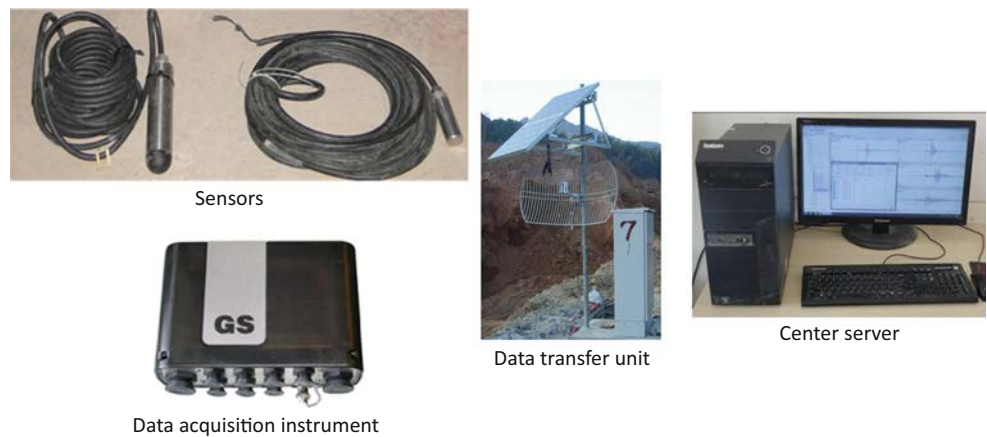 Sensors
7
Data transfer unit
Center server
GS
Data acquisition instrument